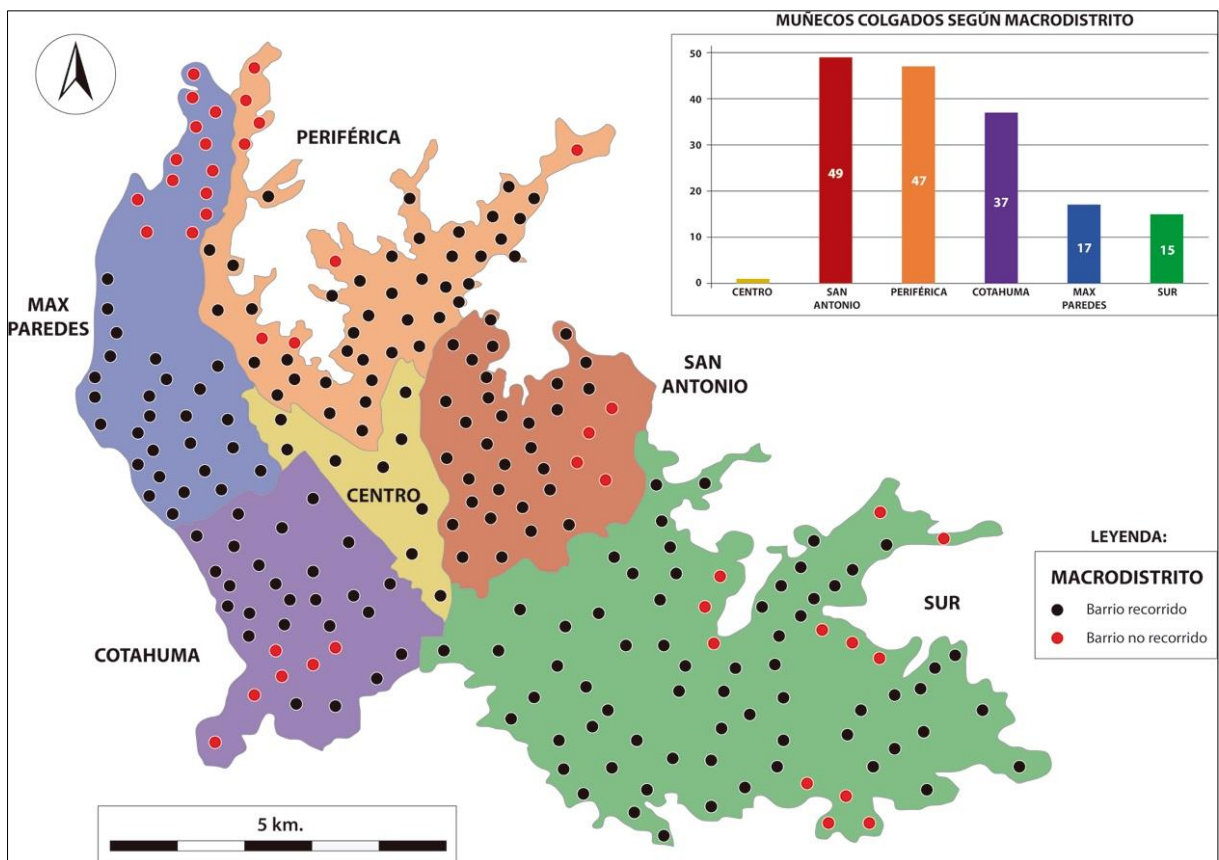 MUÑECOS COLGADOS SEGÚN MACRODISTRITO
50
40
30
20
10
0
49
47
37
17
15
CENTRO
SAN
ANTONIO
PERIFÉRICA
COTAHUMA
MAX
PAREDES
SUR
PERIFÉRICA
MAX
PAREDES
SAN
ANTONIO
CENTRO
COTAHUMA
SUR
LEYENDA:
MACRODISTRITO
Barrio recorrido
Barrio no recorrido
5 km.